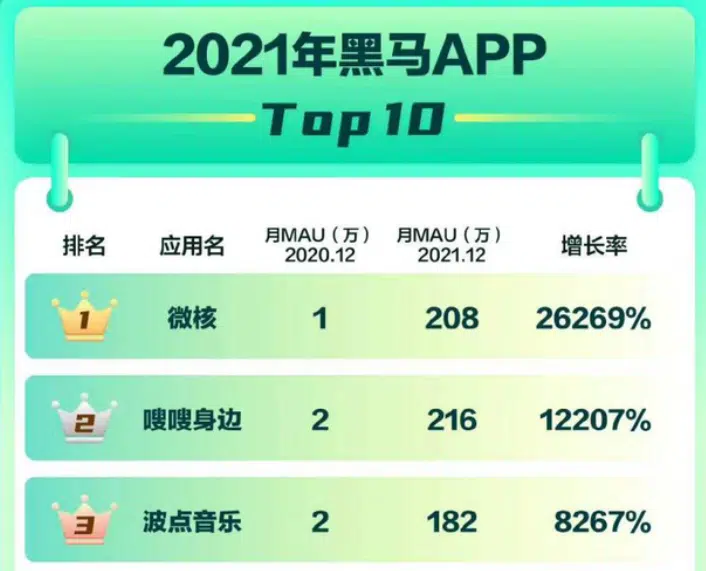 2021年黑马APP
Top10
排名 应用名 月MAU（万） 2020.12 月MAU（万） 2021.12 增长率
1 微核 1 208 26269%
2 嗖嗖身边 2 216 12207%
3 波点音乐 2 182 8267%